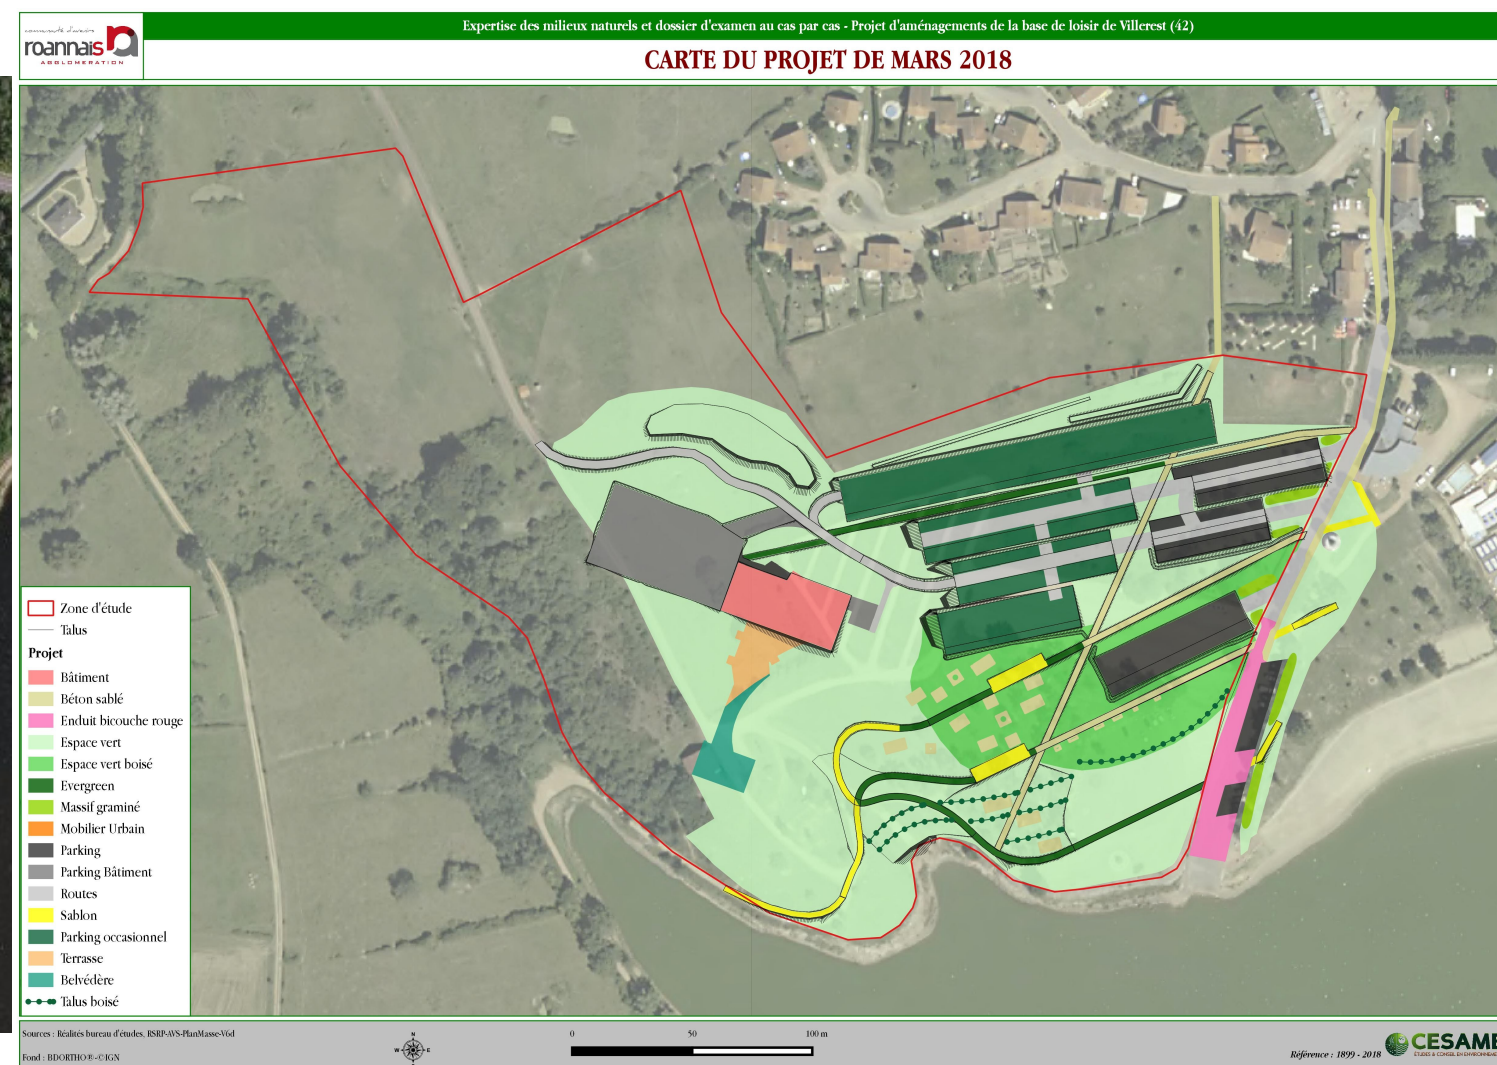 Expertise des milieux naturels et dossier d'examen au cas par cas - Projet d'aménagements de la base de loisir de Villerest (42)
CARTE DU PROJET DE MARS 2018
roannais
AGGLOMERATION
Zone d'étude
Talus
Projet
Bâtiment
Béton sablé
Enduit bicouche rouge
Espace vert
Espace vert boisé
Evergreen
Massif graminé
Mobilier Urbain
Parking
Parking Bâtiment
Routes
Sablon
Parking occasionnel
Terrasse
Belvédère
Talus boisé
Sources : Réalités bureau d'études, RSRP-AVS-PlanMasse-V6d
Fond : BDORTHO®-©IGN
N
W
E
0 50 100 m
Référence : 1899 - 2018
CESAME
ÉTUDES & CONSEIL EN ENVIRONNEME